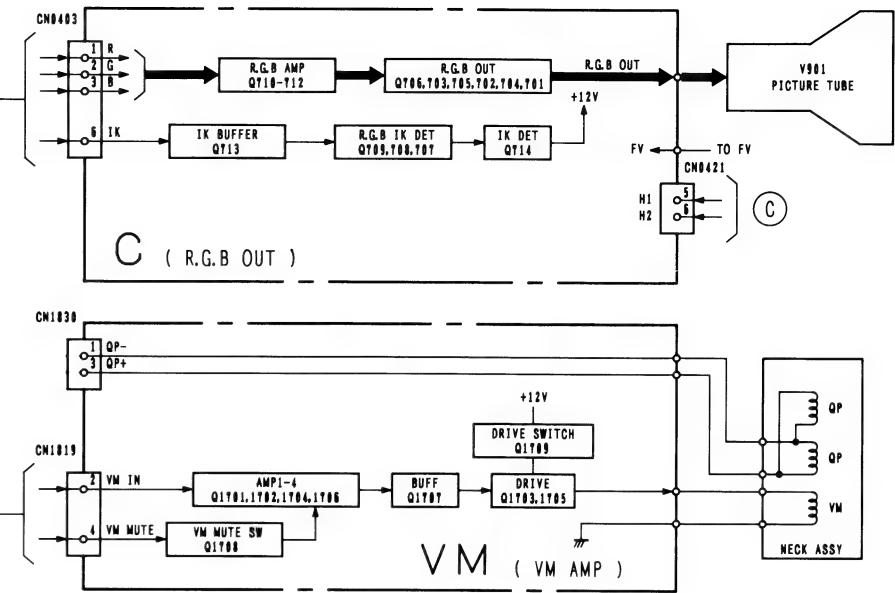 CN0403
1 R
2 G
3 B
6 IK
R.G.B AMP
Q710-712
R.G.B OUT
Q706,703,705,702,704,701
R.G.B OUT
+12V
IK BUFFER
Q713
R.G.B IK DET
Q709,708,707
IK DET
Q714
V901
PICTURE TUBE
FV
TO FV
CN0421
H1 5
H2 6
C
C ( R.G.B OUT )
CN1830
1 QP-
3 QP+
CN1819
2 VM IN
4 VM MUTE
AMP1-4
Q1701,1702,1704,1706
VM MUTE SW
Q1708
BUFF
Q1707
+12V
DRIVE SWITCH
Q1709
DRIVE
Q1703,1705
QP
QP
VM
NECK ASSY
VM ( VM AMP )